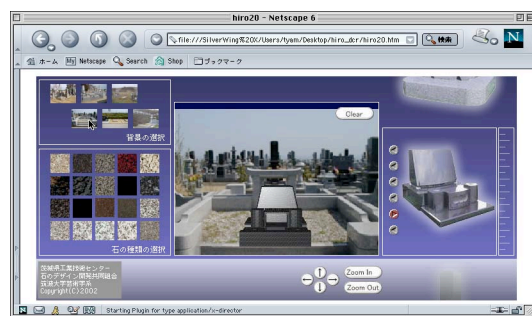 hiro20 - Netscape 6
file:///SilverWing%20X/Users/tyam/Desktop/hiro_dcr/hiro20.htm
検索
N
ホーム
My Netscape
Search
Shop
ブックマーク
Clear
背景の選択
石の種類の選択
茨城県工業技術センター
石のデザイン開発共同組合
筑波大学芸術学系
Copyright(C)2002
Zoom In
Zoom Out
Starting Plugin for type application/x-director